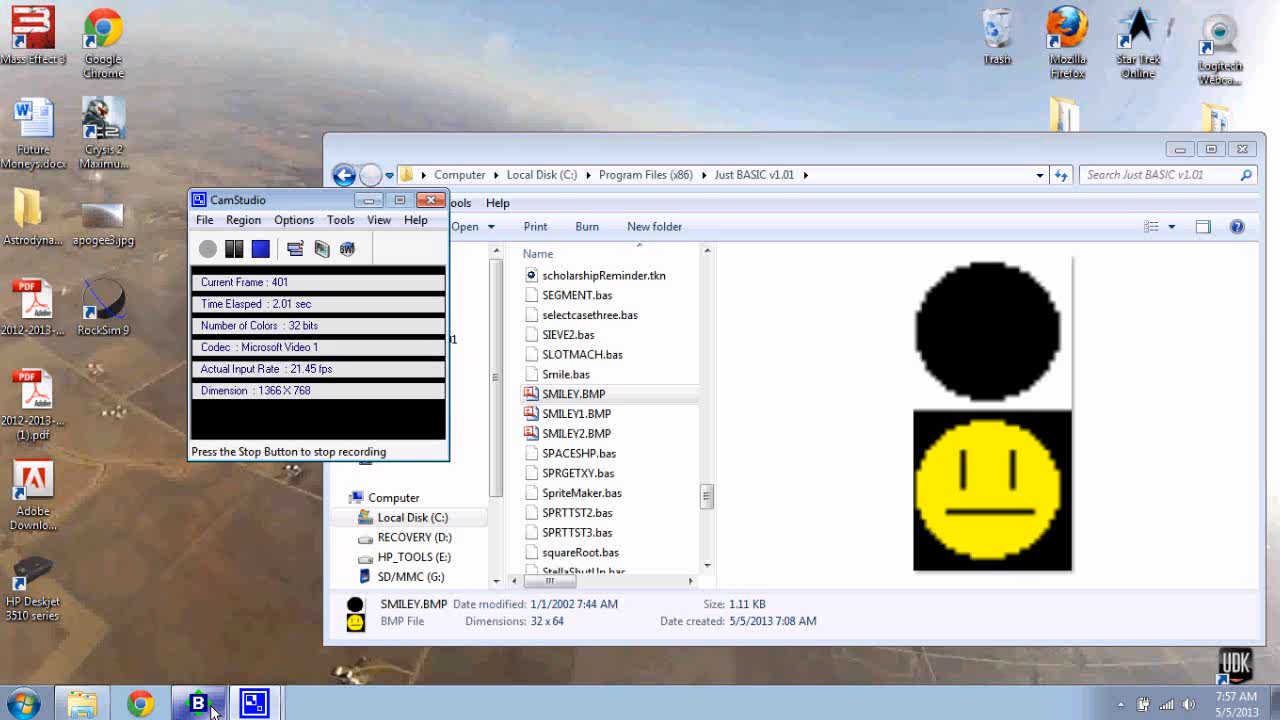 Mass Effect 3
Google Chrome
Trash
Mozilla Firefox
Star Trek Online
Logitech Webca...
Future Moneys.docx
Crysis 2 Maximu...
Astrodyna...
apogee3.jpg
2012-2013-...
RockSim 9
2012-2013-... (1).pdf
Adobe Downlo...
HP Deskjet 3510 series
CamStudio
File Region Options Tools View Help
Current Frame : 401
Time Elasped : 2.01 sec
Number of Colors : 32 bits
Codec : Microsoft Video 1
Actual Input Rate : 21.45 fps
Dimension : 1366 X 768
Press the Stop Button to stop recording
Computer Local Disk (C:) Program Files (x86) Just BASIC v1.01
Search Just BASIC v1.01
ools Help
Open Print Burn New folder
Name
scholarshipReminder.tkn
SEGMENT.bas
selectcasethree.bas
SIEVE2.bas
SLOTMACH.bas
Smile.bas
SMILEY.BMP
SMILEY1.BMP
SMILEY2.BMP
SPACESHP.bas
SPRGETXY.bas
SpriteMaker.bas
SPRTTST2.bas
SPRTTST3.bas
squareRoot.bas
StellaShutUp.bas
Computer
Local Disk (C:)
RECOVERY (D:)
HP_TOOLS (E:)
SD/MMC (G:)
SMILEY.BMP Date modified: 1/1/2002 7:44 AM Size: 1.11 KB
BMP File Dimensions: 32 x 64 Date created: 5/5/2013 7:08 AM
UDK
7:57 AM
5/5/2013